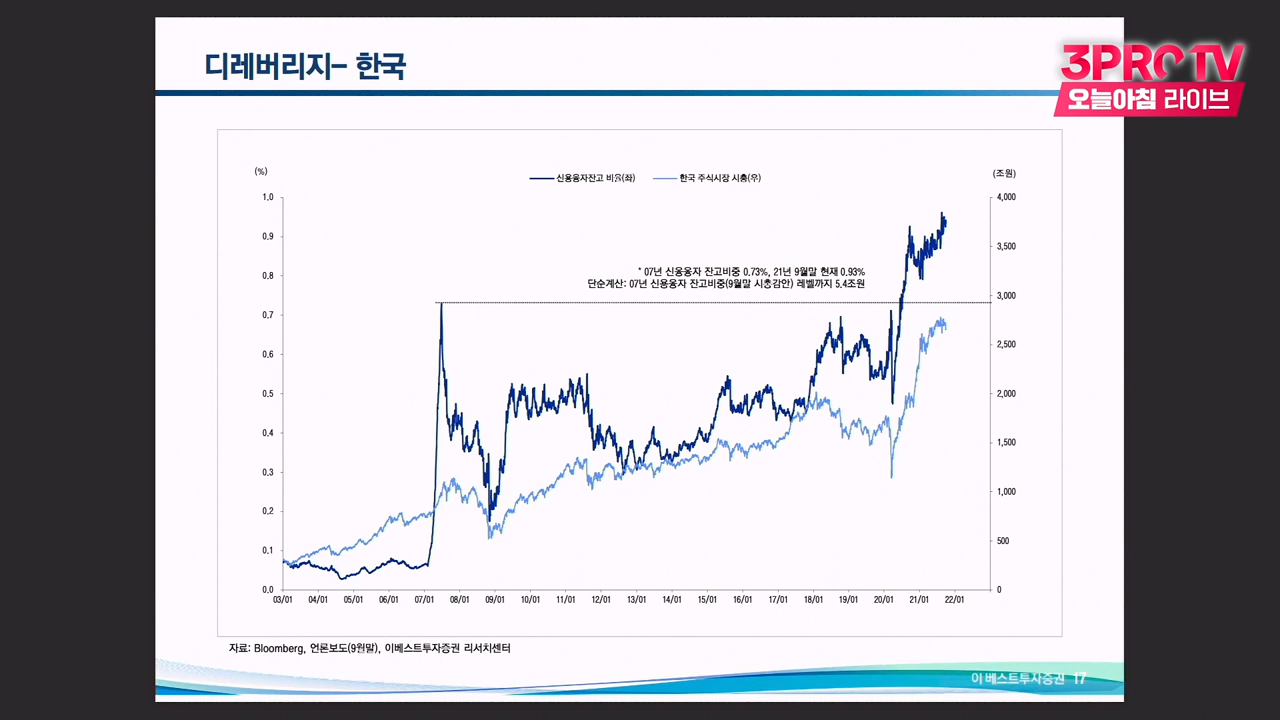 디레버리지- 한국
3PROTV
오늘아침 라이브
(%)
신용융자잔고 비율(좌)
한국 주식시장 시총(우)
(조원)
1.0
0.9
0.8
0.7
0.6
0.5
0.4
0.3
0.2
0.1
0.0
4,000
3,500
3,000
2,500
2,000
1,500
1,000
500
0
* 07년 신용융자 잔고비중 0.73%, 21년 9월말 현재 0.93%
단순계산: 07년 신용융자 잔고비중(9월말 시총감안) 레벨까지 5.4조원
03/01 04/01 05/01 06/01 07/01 08/01 09/01 10/01 11/01 12/01 13/01 14/01 15/01 16/01 17/01 18/01 19/01 20/01 21/01 22/01
자료: Bloomberg, 언론보도(9월말), 이베스트투자증권 리서치센터
이베스트투자증권 17